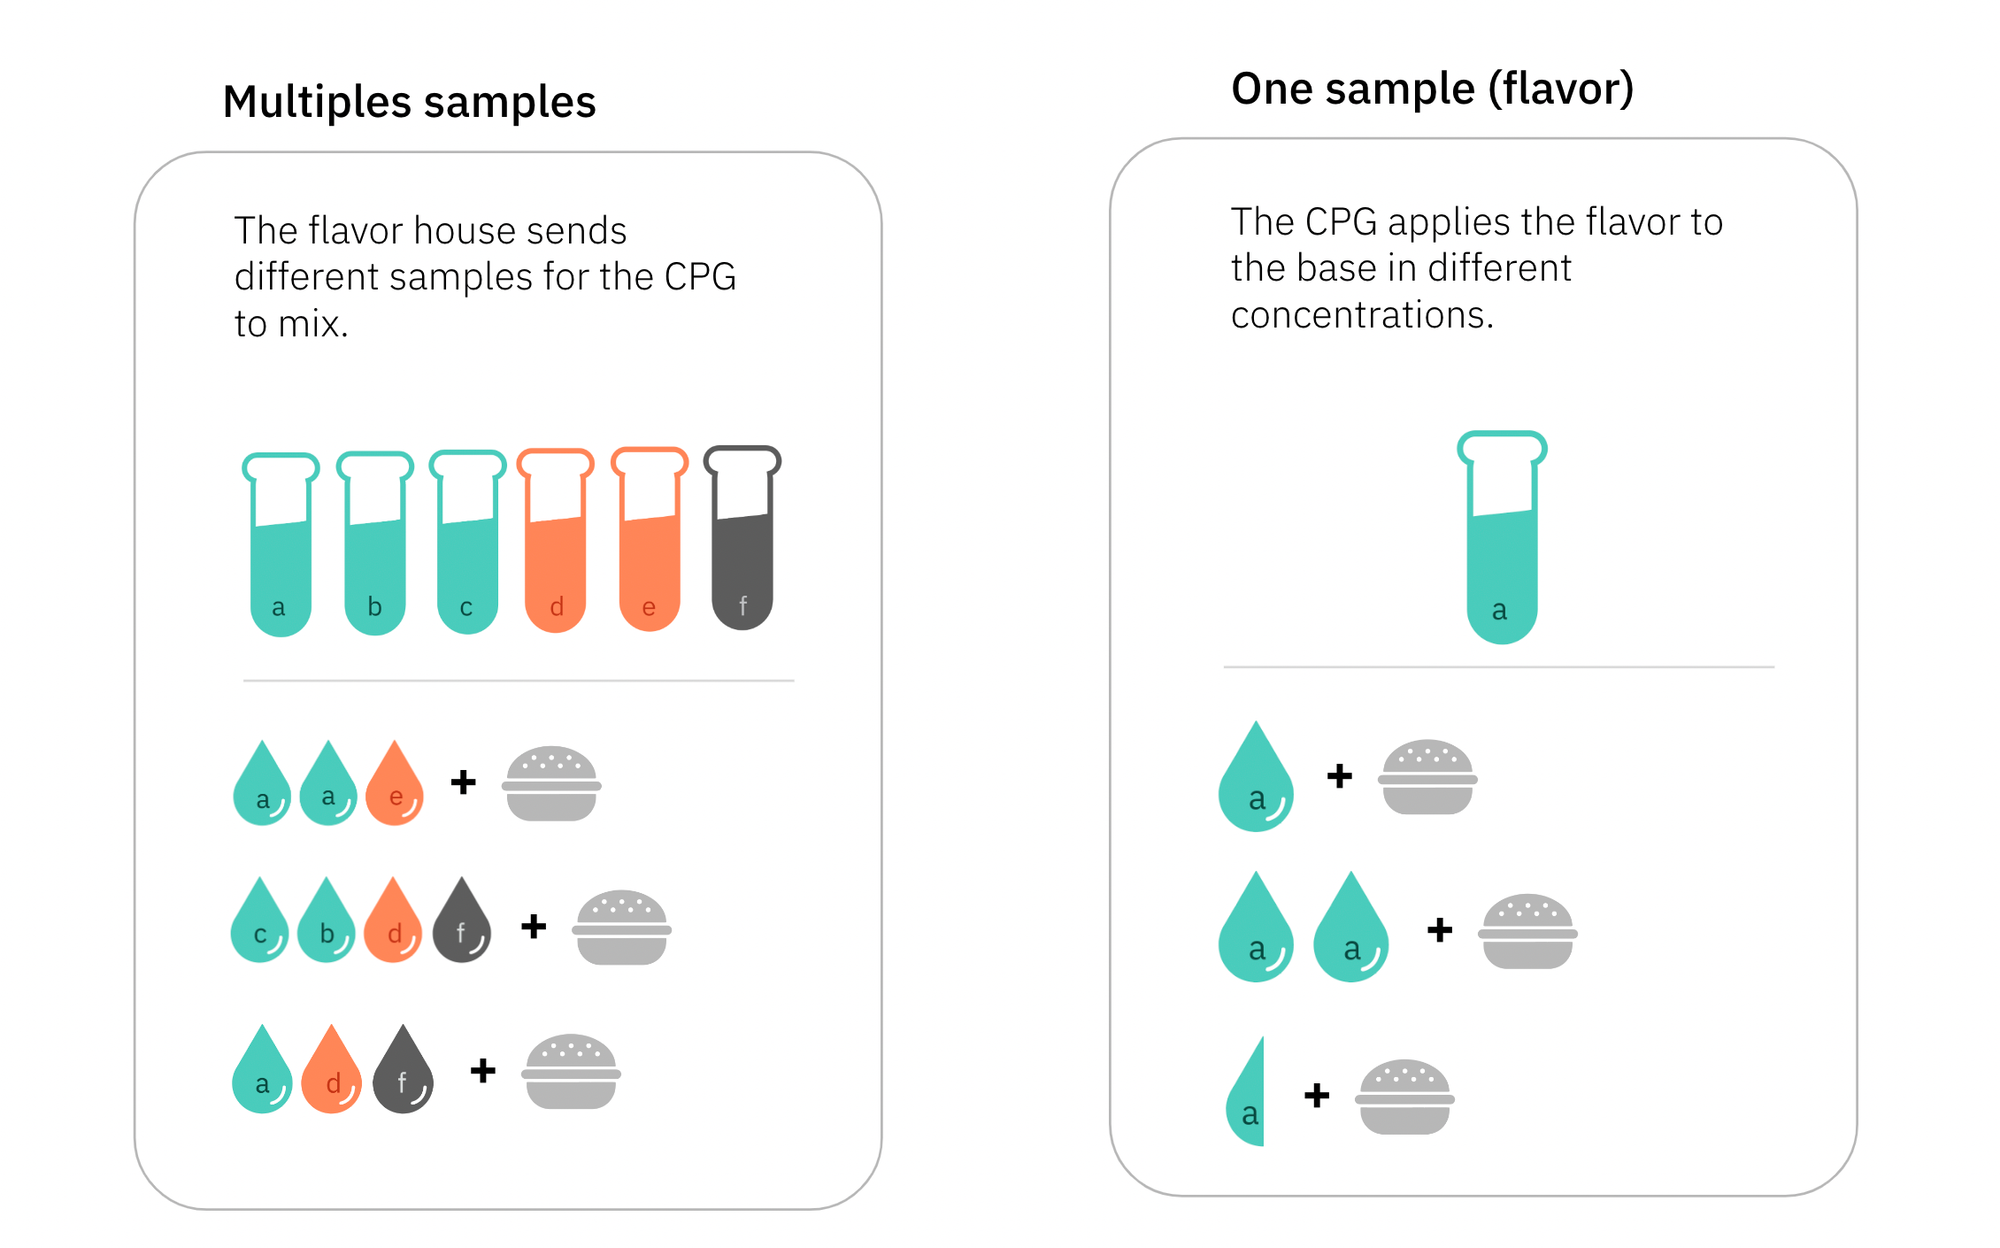 Multiples samples
The flavor house sends
different samples for the CPG
to mix.
a b c d e f
a a e +
c b d f +
a d f +
One sample (flavor)
The CPG applies the flavor to
the base in different
concentrations.
a
a +
a a +
a +